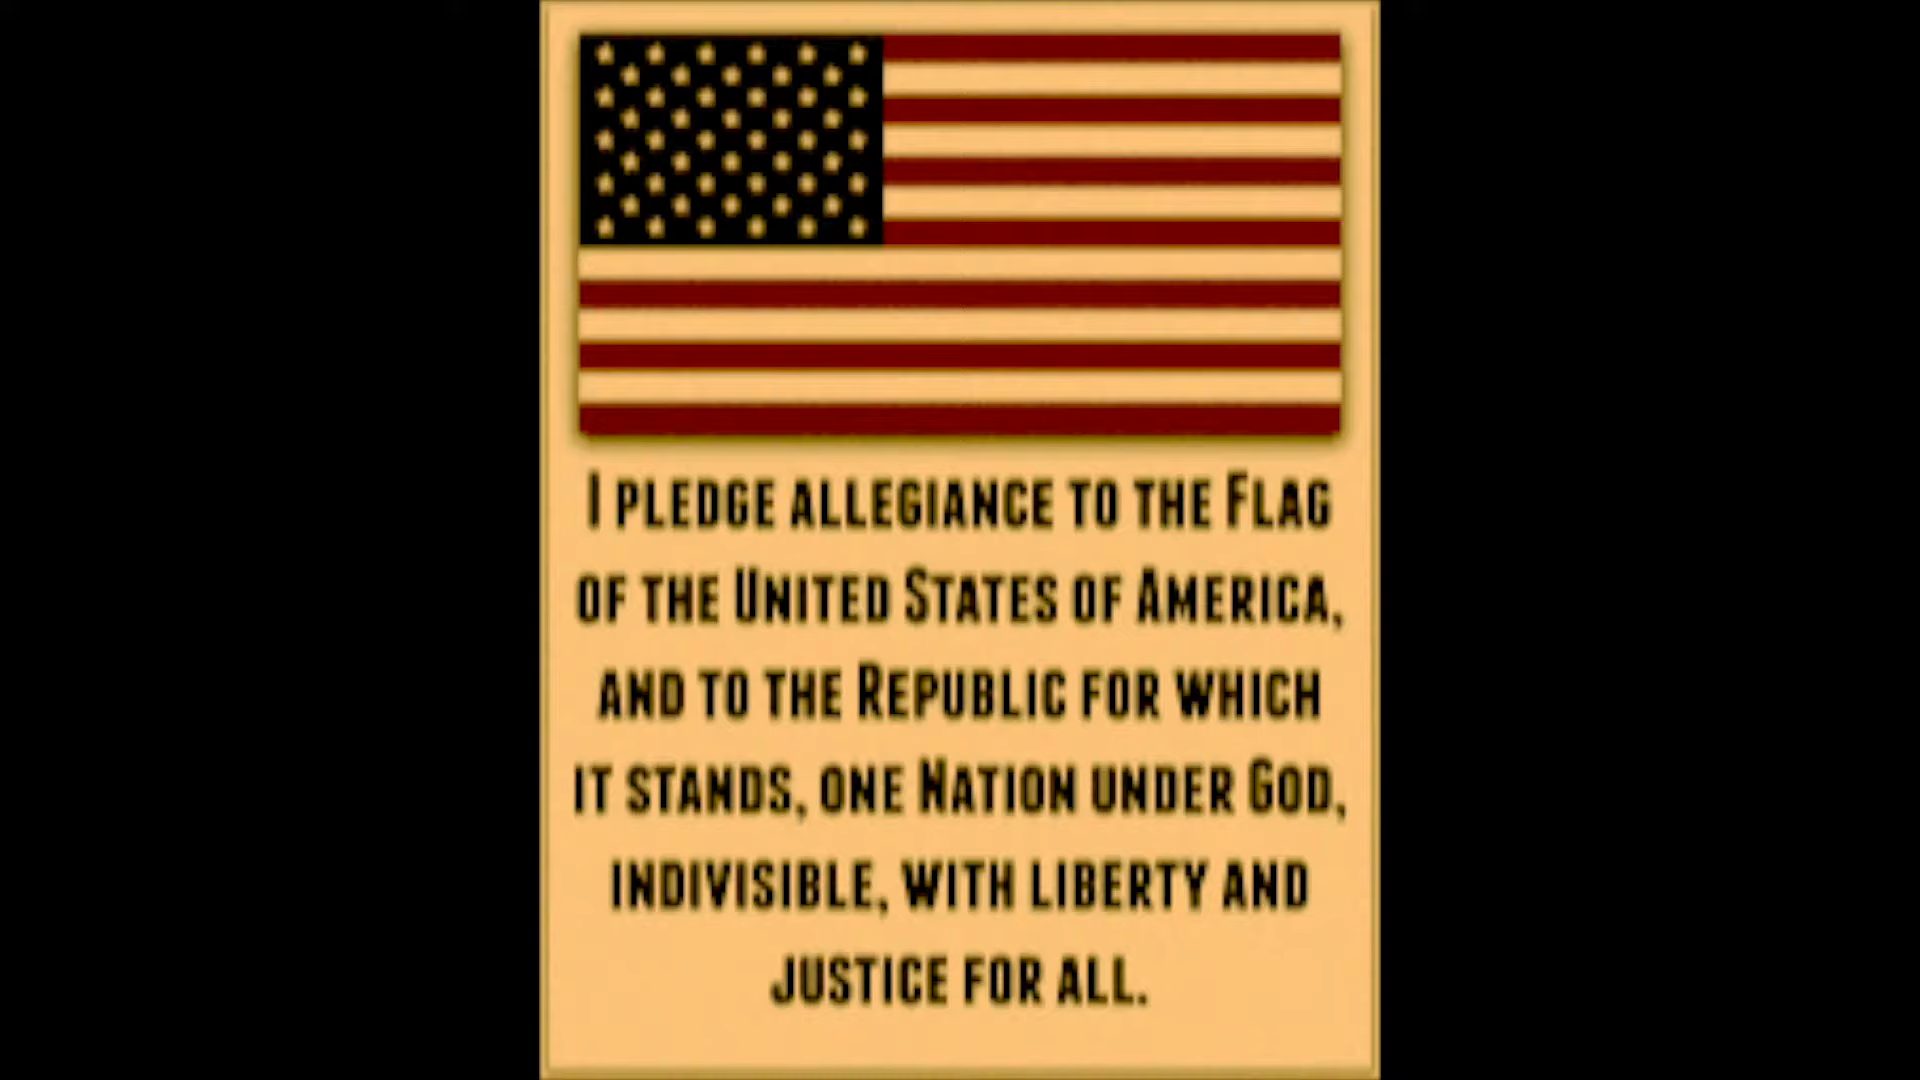 I PLEDGE ALLEGIANCE TO THE FLAG
OF THE UNITED STATES OF AMERICA,
AND TO THE REPUBLIC FOR WHICH
IT STANDS, ONE NATION UNDER GOD,
INDIVISIBLE, WITH LIBERTY AND
JUSTICE FOR ALL.